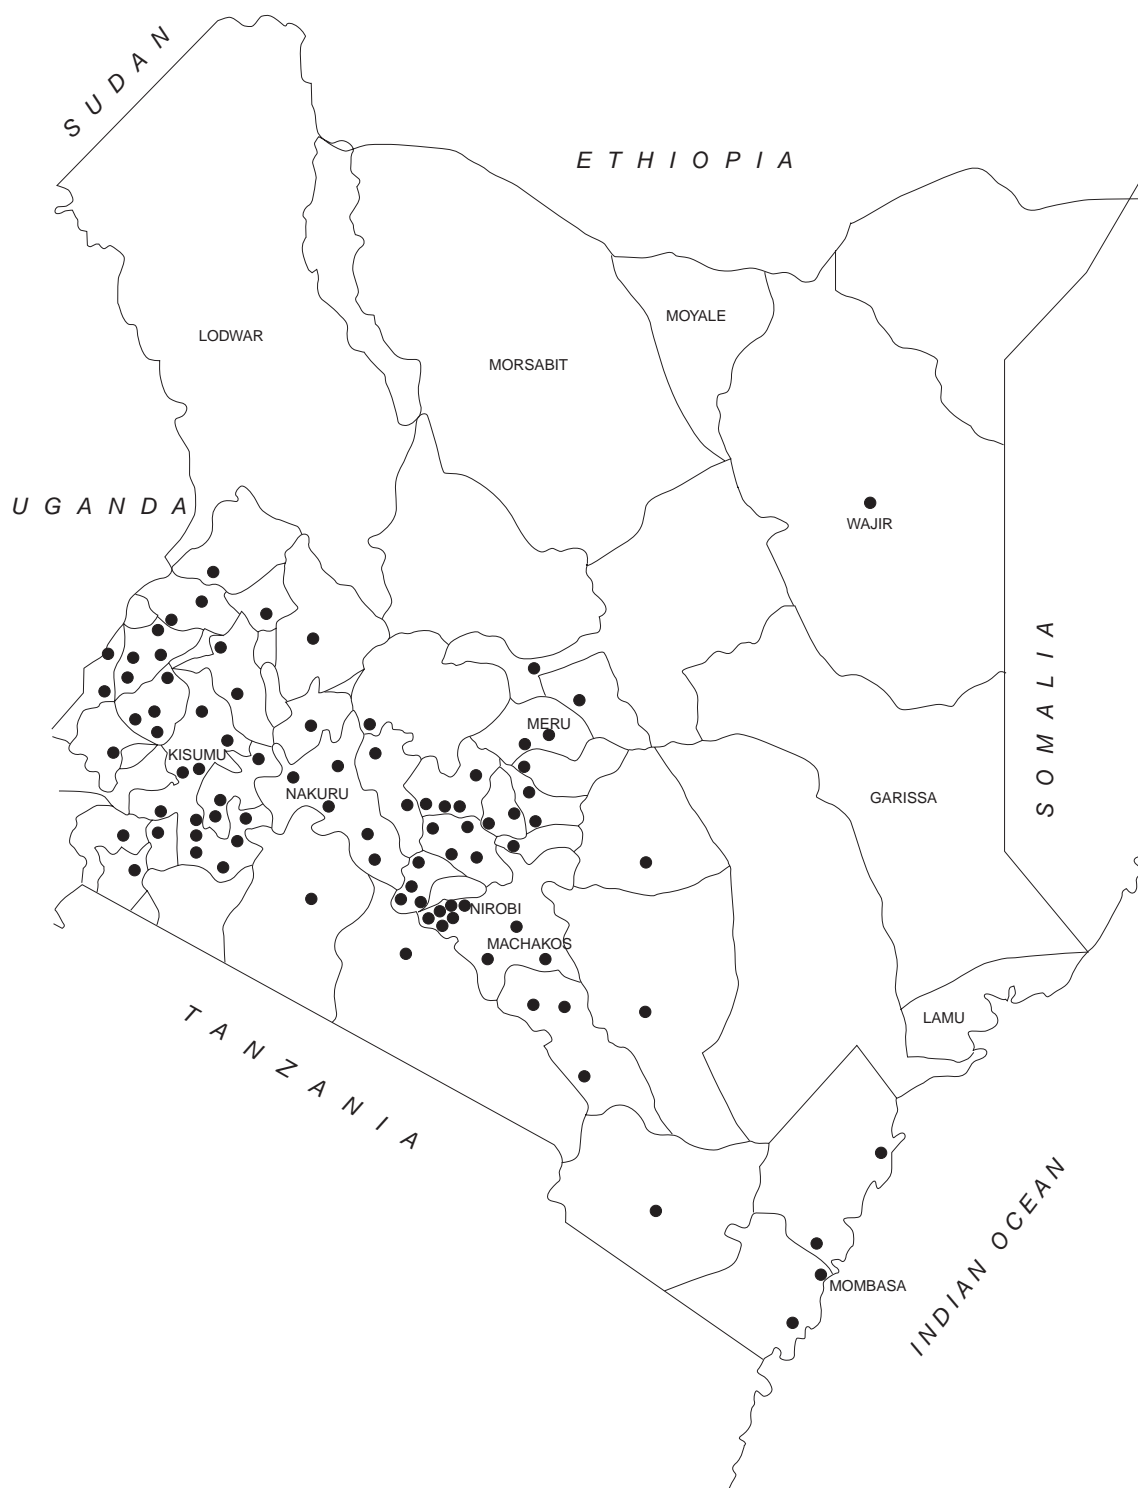 SUDAN
ETHIOPIA
MOYALE
LODWAR
MORSABIT
UGANDA
WAJIR
SOMALIA
MERU
KISUMU
NAKURU
GARISSA
NIROBI
MACHAKOS
LAMU
TANZANIA
INDIAN OCEAN
MOMBASA